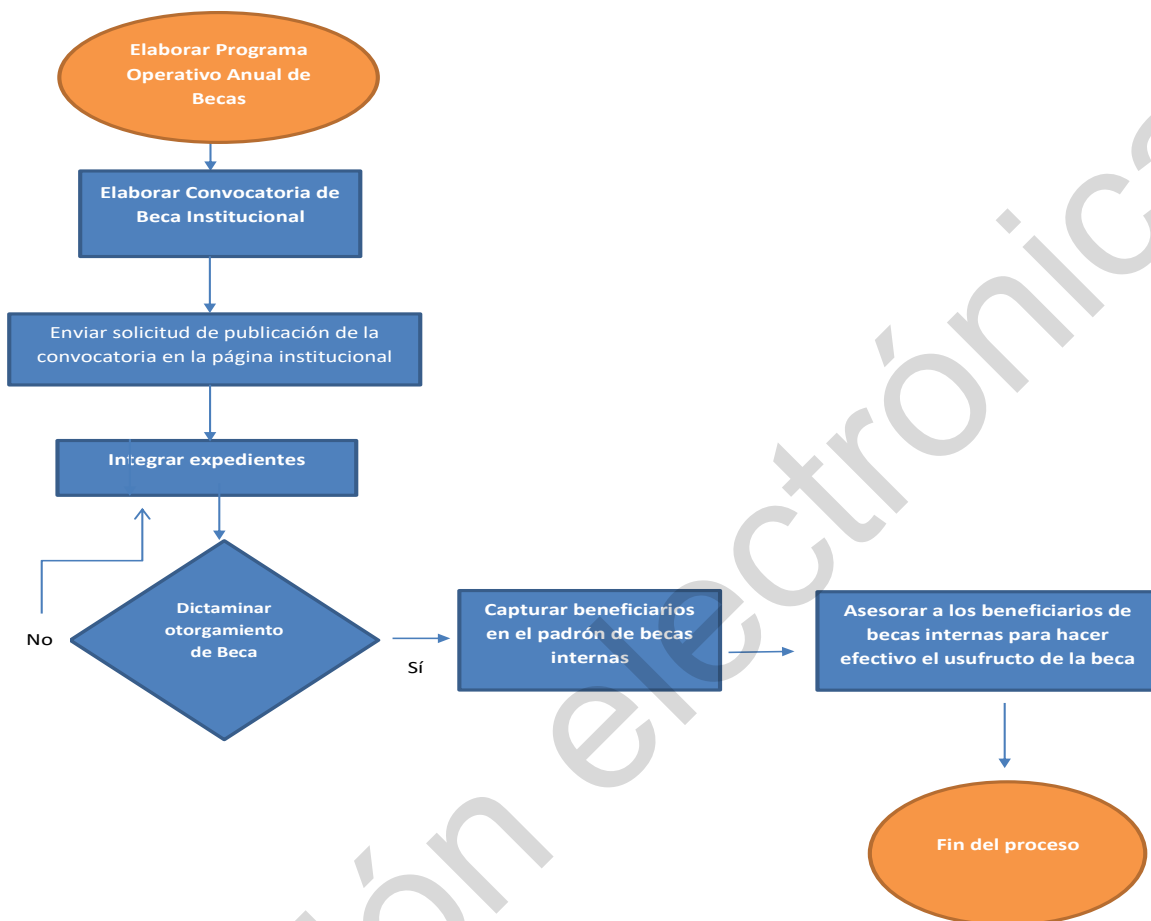 Elaborar Programa
Operativo Anual de
Becas
Elaborar Convocatoria de
Beca Institucional
Enviar solicitud de publicación de la
convocatoria en la página institucional
Integrar expedientes
Dictaminar
otorgamiento
de Beca
No
Sí
Capturar beneficiarios
en el padrón de becas
internas
Asesorar a los beneficiarios de
becas internas para hacer
efectivo el usufructo de la beca
Fin del proceso
ión electrónica